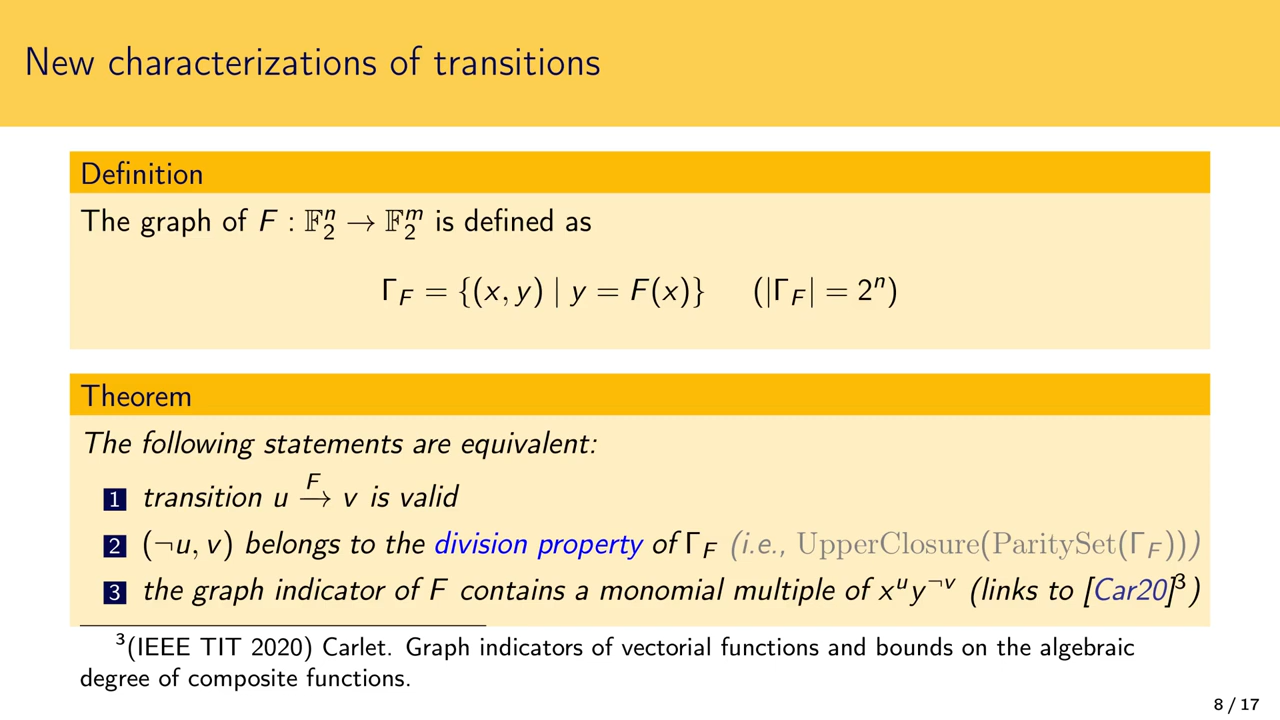 New characterizations of transitions
Definition
The graph of F : 𝔽₂ⁿ → 𝔽₂ᵐ is defined as
Γ_F = {(x, y) | y = F(x)} (|Γ_F| = 2ⁿ)
Theorem
The following statements are equivalent:
1 transition u →^F v is valid
2 (¬u, v) belongs to the division property of Γ_F (i.e., UpperClosure(ParitySet(Γ_F)))
3 the graph indicator of F contains a monomial multiple of x^u y^¬v (links to [Car20]³)
³(IEEE TIT 2020) Carlet. Graph indicators of vectorial functions and bounds on the algebraic
degree of composite functions.
8 / 17